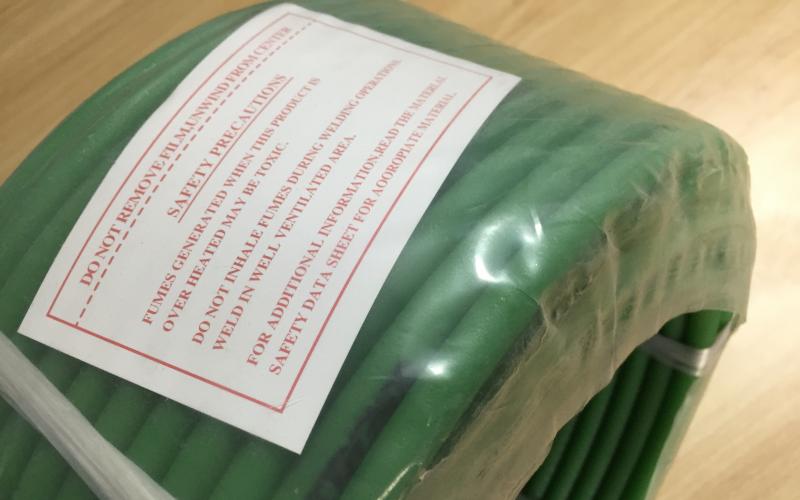 DO NOT REMOVE FILM.UNWIND FROM CENTER
SAFETY PRECAUTIONS
FUMES GENERATED WHEN THIS PRODUCT IS
OVER HEATED MAY BE TOXIC.
DO NOT INHALE FUMES DURING WELDING OPERATIONS.
WELD IN WELL VENTILATED AREA.
FOR ADDITIONAL INFORMATION,READ THE MATERIAL
SAFETY DATA SHEET FOR AOOROPIATE MATERIAL.